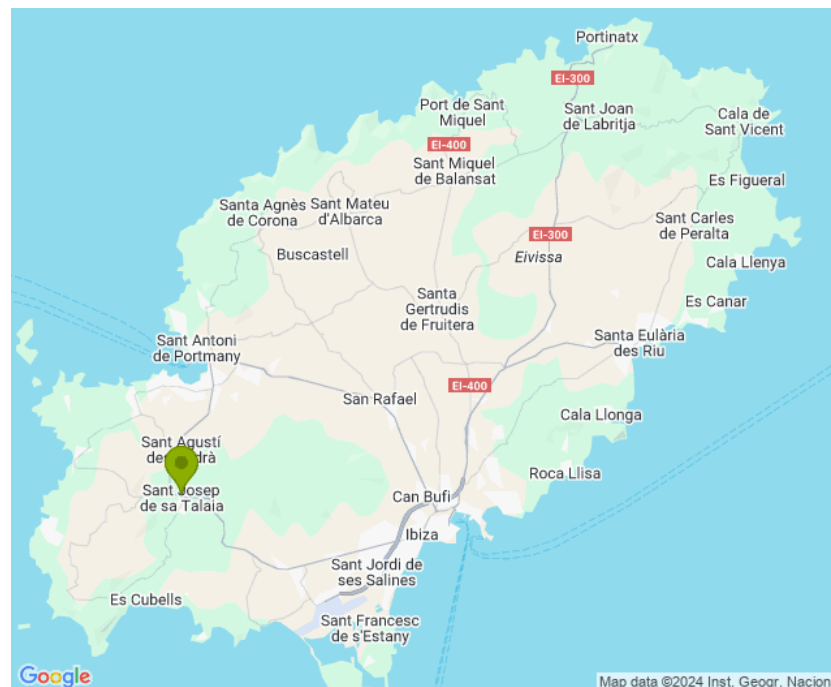 Portinatx
EI-300
Port de Sant
Miquel
Sant Joan
de Labritja
Cala de
Sant Vicent
EI-400
Sant Miquel
de Balansat
Es Figueral
Santa Agnès
de Corona
Sant Mateu
d'Albarca
Sant Carles
de Peralta
EI-300
Buscastell
Eivissa
Cala Llenya
Santa
Gertrudis
de Fruitera
Es Canar
Sant Antoni
de Portmany
Santa Eulària
des Riu
EI-400
San Rafael
Cala Llonga
Sant Agustí
Roca Llisa
Sant Josep
de sa Talaia
Can Bufí
Ibiza
Sant Jordi de
ses Salines
Es Cubells
Sant Francesc
de s'Estany
Google
Map data ©2024 Inst. Geogr. Nacion